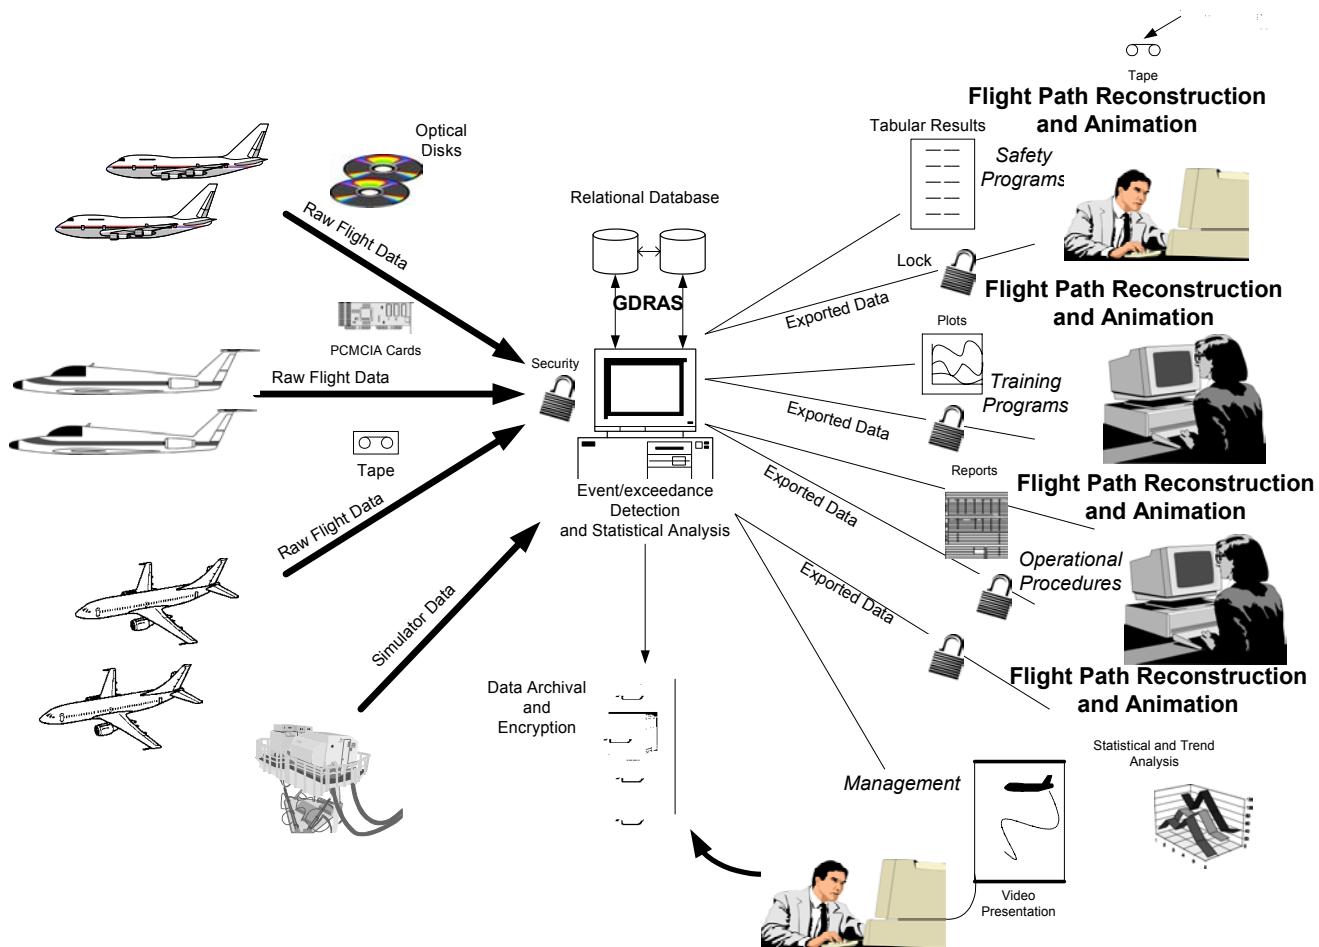 Tape
Flight Path Reconstruction
and Animation
Optical
Disks
Tabular Results
Safety
Programs
Relational Database
Raw Flight Data
Lock
GDRAS
Exported Data
Flight Path Reconstruction
and Animation
Plots
PCMCIA Cards
Security
Raw Flight Data
Training
Programs
Exported Data
Tape
Reports
Raw Flight Data
Event/exceedance
Detection
and Statistical Analysis
Exported Data
Flight Path Reconstruction
and Animation
Operational
Procedures
Simulator Data
Exported Data
Flight Path Reconstruction
and Animation
Data Archival
and
Encryption
Statistical and Trend
Analysis
Management
Video
Presentation